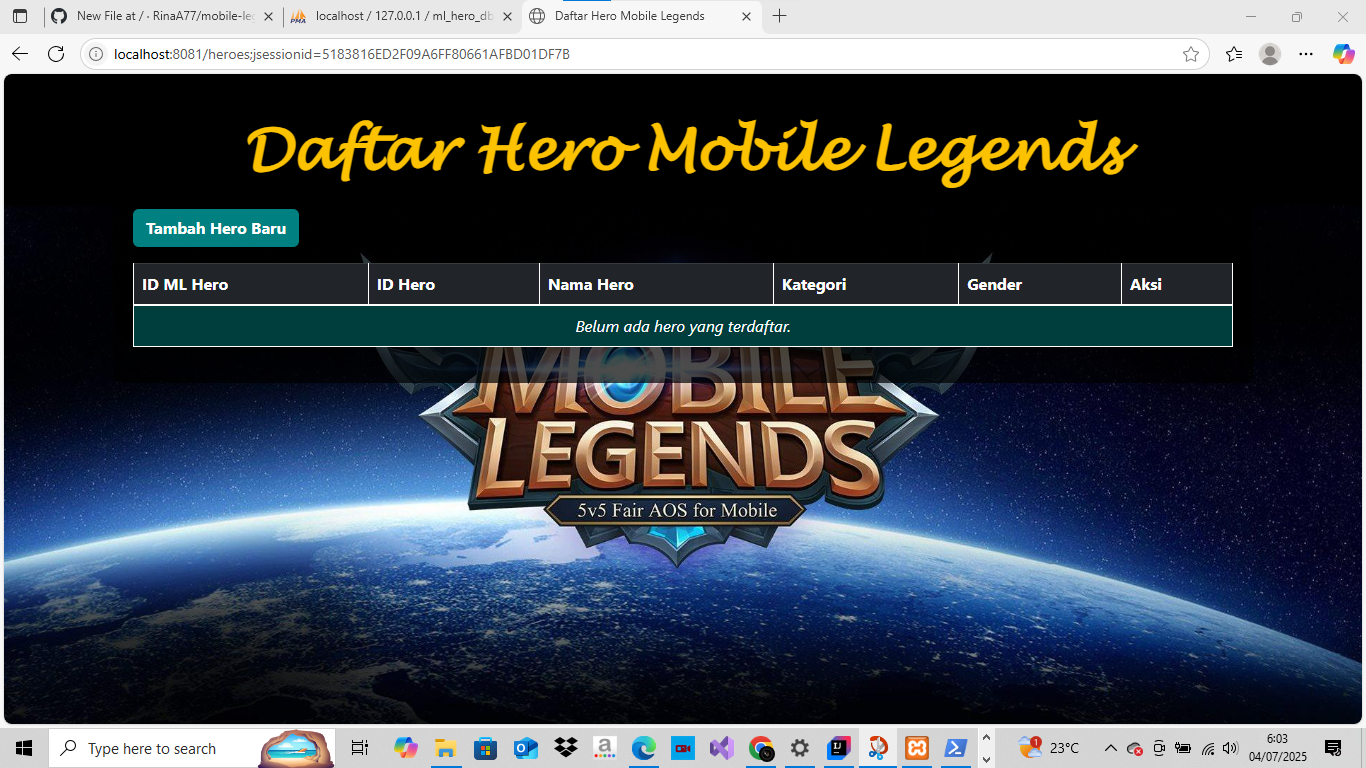 New File at / · RinaA77/mobile-leg
localhost / 127.0.0.1 / ml_hero_db
Daftar Hero Mobile Legends
localhost:8081/heroes;jsessionid=5183816ED2F09A6FF80661AFBD01DF7B
Daftar Hero Mobile Legends
Tambah Hero Baru
ID ML Hero ID Hero Nama Hero Kategori Gender Aksi
Belum ada hero yang terdaftar.
MOBILE
LEGENDS
5v5 Fair AOS for Mobile
Type here to search
23°C
6:03
04/07/2025